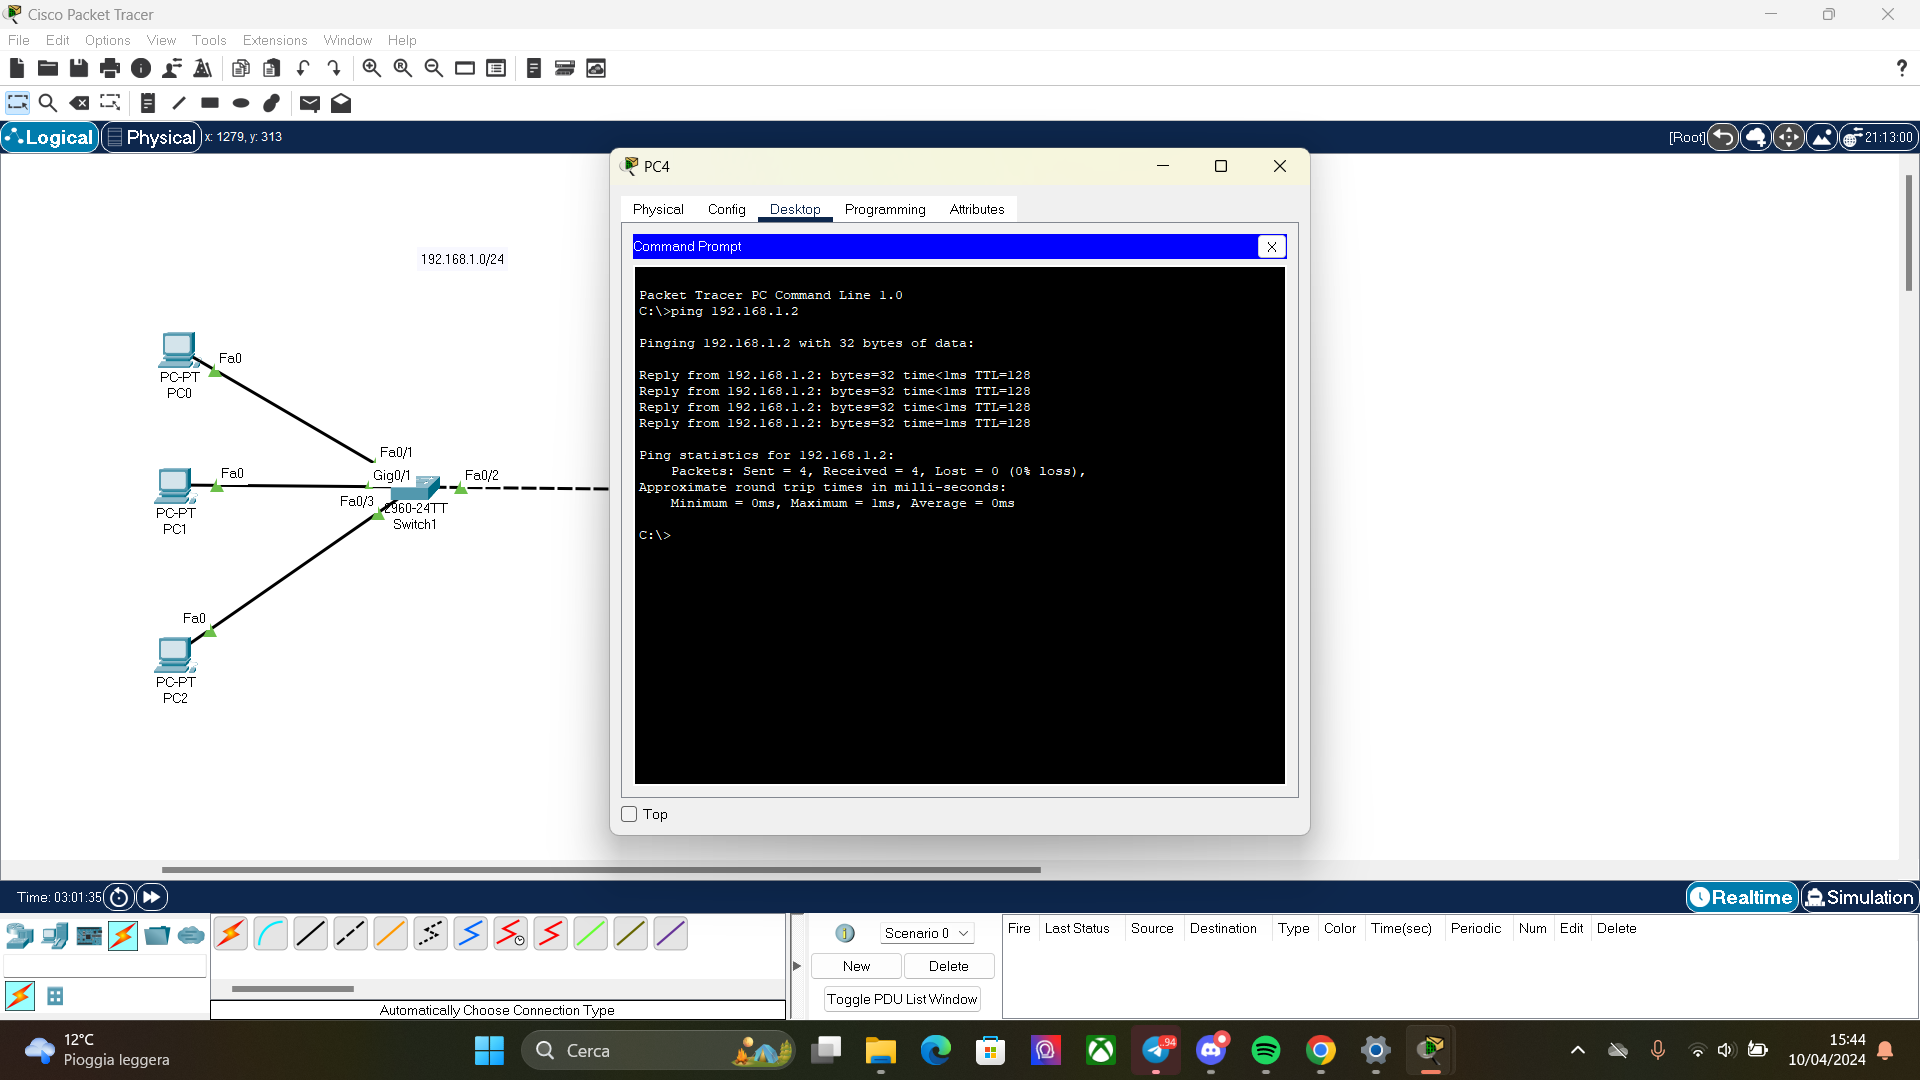 Cisco Packet Tracer
File Edit Options View Tools Extensions Window Help
?
Logical Physical x: 1279, y: 313 [Root] 21:13:00
PC4
Physical Config Desktop Programming Attributes
Command Prompt X
Packet Tracer PC Command Line 1.0
C:\>ping 192.168.1.2
Pinging 192.168.1.2 with 32 bytes of data:
Reply from 192.168.1.2: bytes=32 time<1ms TTL=128
Reply from 192.168.1.2: bytes=32 time<1ms TTL=128
Reply from 192.168.1.2: bytes=32 time<1ms TTL=128
Reply from 192.168.1.2: bytes=32 time=1ms TTL=128
Ping statistics for 192.168.1.2:
Packets: Sent = 4, Received = 4, Lost = 0 (0% loss),
Approximate round trip times in milli-seconds:
Minimum = 0ms, Maximum = 1ms, Average = 0ms
C:\>
Top
192.168.1.0/24
Fa0
PC-PT
PC0
Fa0/1
Fa0
Gig0/1
Fa0/2
Fa0/3
PC-PT
PC1
2960-24TT
Switch1
Fa0
PC-PT
PC2
Time: 03:01:35
Realtime Simulation
Scenario 0
New Delete
Toggle PDU List Window
Fire Last Status Source Destination Type Color Time(sec) Periodic Num Edit Delete
Automatically Choose Connection Type
12°C
Pioggia leggera
Cerca
94
15:44
10/04/2024